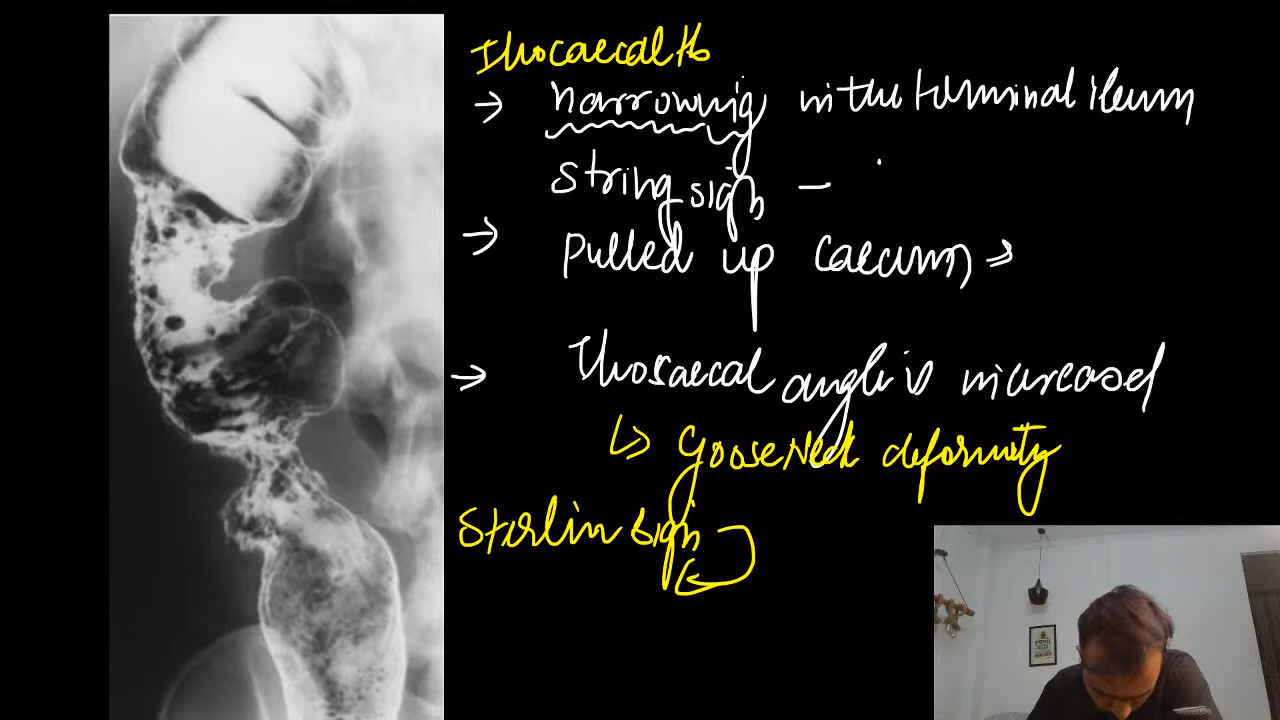 Ileocaecal Tb
→ narrowing in the terminal ileum
String sign –
→ Pulled up Caecum →
→ Ileocaecal angle is increased
↳ Goose Neck deformity
Sterlin sign